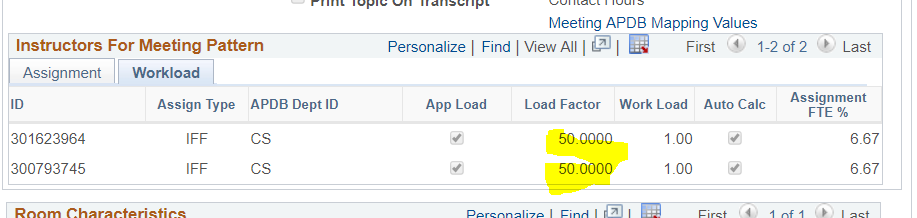 Print Topic On Transcript
Contact Hours
Meeting APDB Mapping Values
Instructors For Meeting Pattern Personalize | Find | View All | | First 1-2 of 2 Last
Assignment Workload
ID Assign Type APDB Dept ID App Load Load Factor Work Load Auto Calc Assignment FTE %
301623964 IFF CS 50.0000 1.00 6.67
300793745 IFF CS 50.0000 1.00 6.67
Room Characteristics Personalize | Find | | First 1 of 1 Last